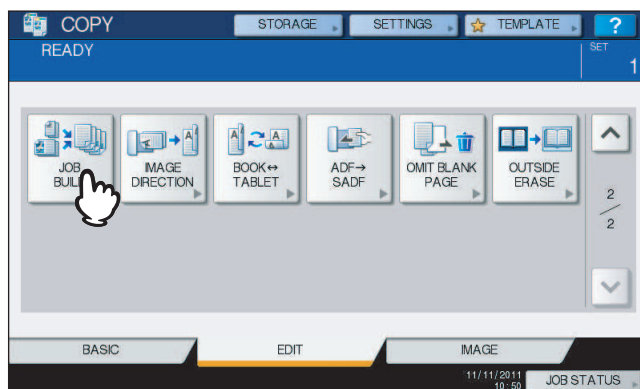 COPY
STORAGE
SETTINGS
TEMPLATE
?
READY
SET
1
JOB
BUIL
IMAGE
DIRECTION
BOOK↔
TABLET
ADF→
SADF
OMIT BLANK
PAGE
OUTSIDE
ERASE
2
2
BASIC
EDIT
IMAGE
11/11/2011
10:50
JOB STATUS